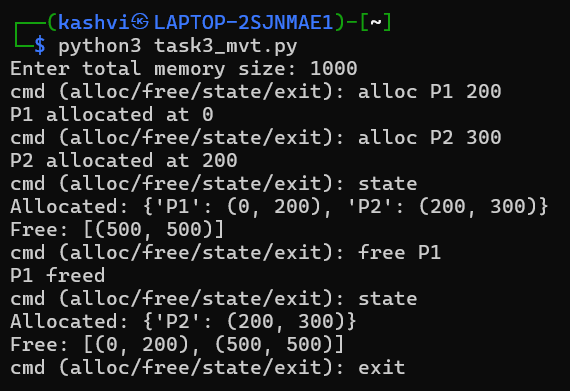 ┌──(kashvi㉿LAPTOP-2SJNMAE1)-[~]
└─$ python3 task3_mvt.py
Enter total memory size: 1000
cmd (alloc/free/state/exit): alloc P1 200
P1 allocated at 0
cmd (alloc/free/state/exit): alloc P2 300
P2 allocated at 200
cmd (alloc/free/state/exit): state
Allocated: {'P1': (0, 200), 'P2': (200, 300)}
Free: [(500, 500)]
cmd (alloc/free/state/exit): free P1
P1 freed
cmd (alloc/free/state/exit): state
Allocated: {'P2': (200, 300)}
Free: [(0, 200), (500, 500)]
cmd (alloc/free/state/exit): exit